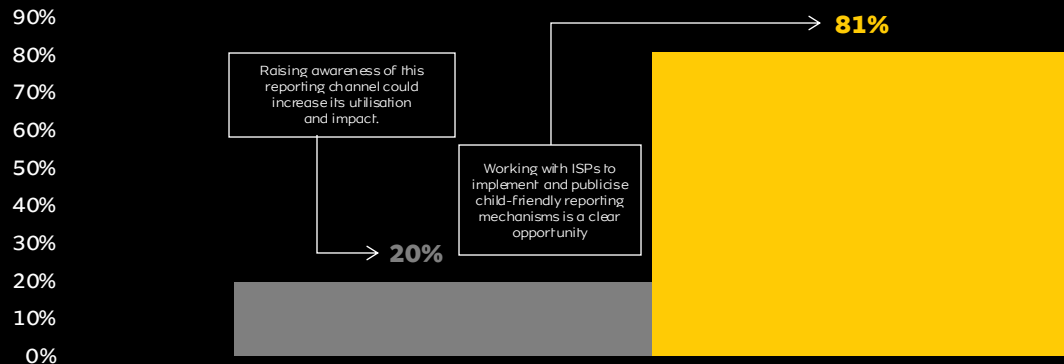 90%
80%
70%
60%
50%
40%
30%
20%
10%
0%
Raising awareness of this
reporting channel could
increase its utilisation
and impact.
20%
Working with ISPs to
implement and publicise
child-friendly reporting
mechanisms is a clear
opportunity
81%